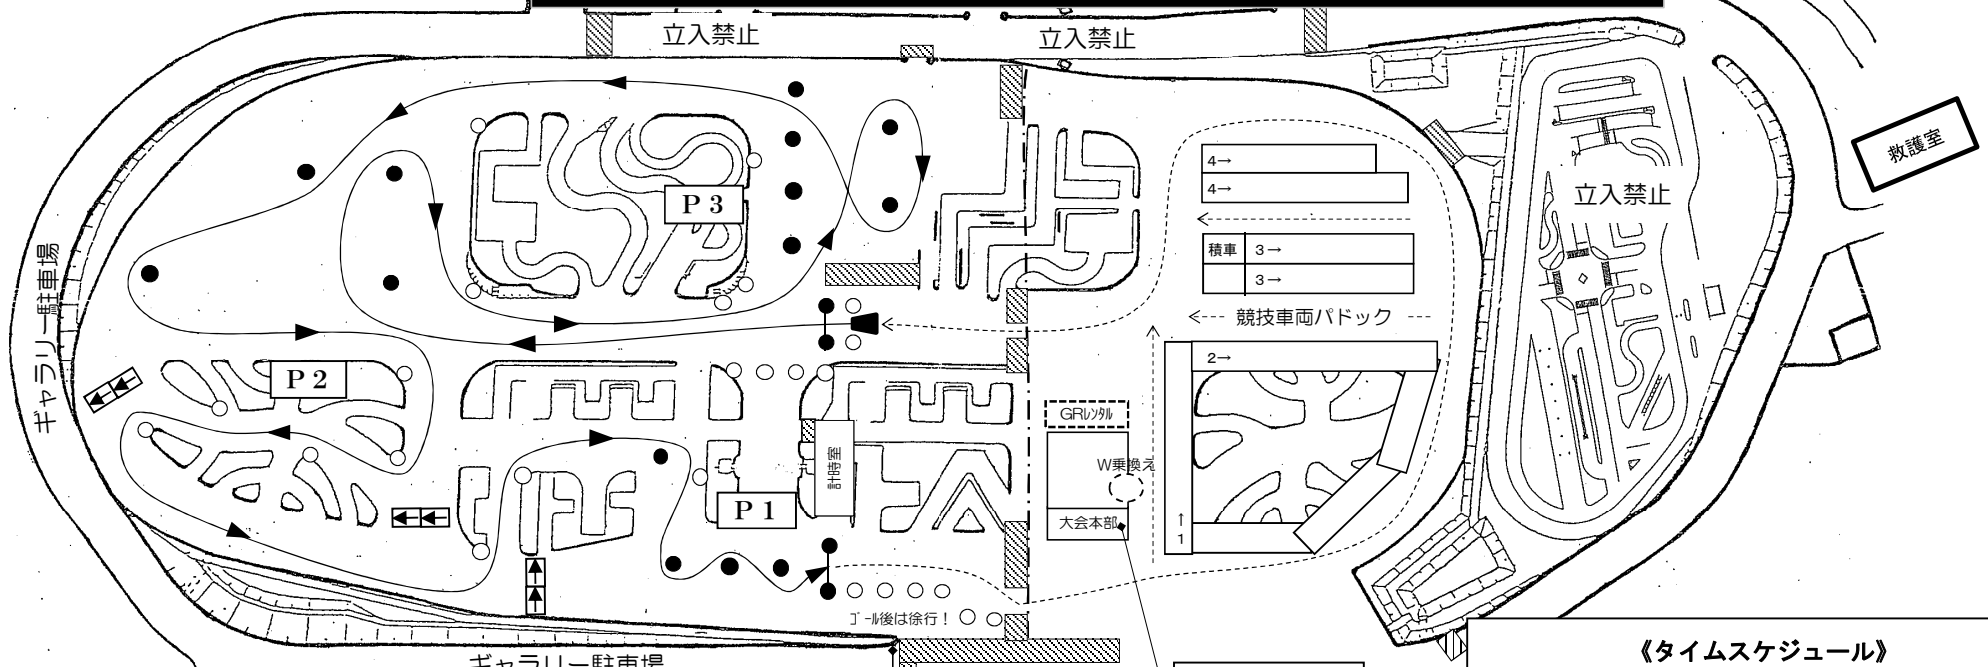 立入禁止
立入禁止
救護室
4→
4→
立入禁止
P 3
積車 3→
3→
ギャラリー駐車場
競技車両パドック
2→
P 2
GRレンタル
W乗換え
計時室
P 1
大会本部
↑
1
ゴール後は徐行！
ギャラリー駐車場
《タイムスケジュール》